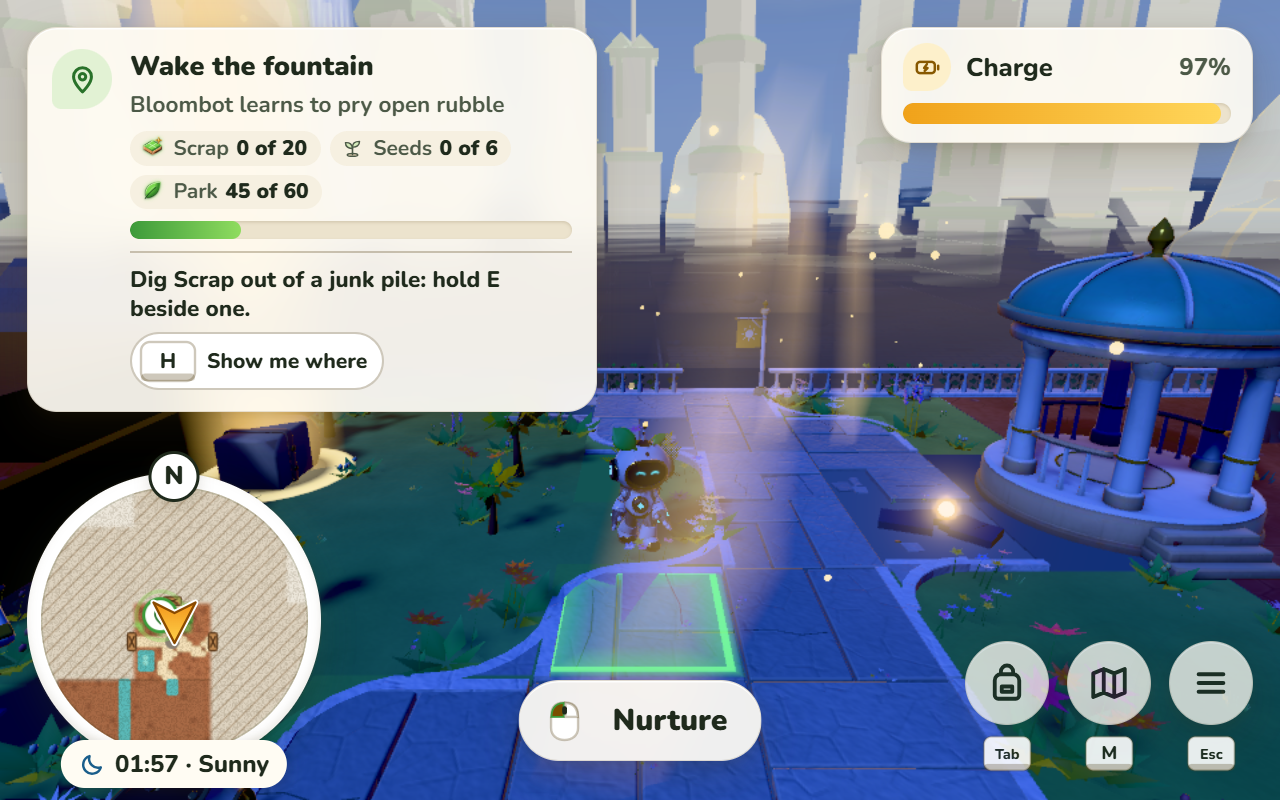 Wake the fountain
Bloombot learns to pry open rubble
Scrap 0 of 20
Seeds 0 of 6
Park 45 of 60
Dig Scrap out of a junk pile: hold E
beside one.
H Show me where
Charge 97%
N
01:57 · Sunny
Nurture
Tab
M
Esc